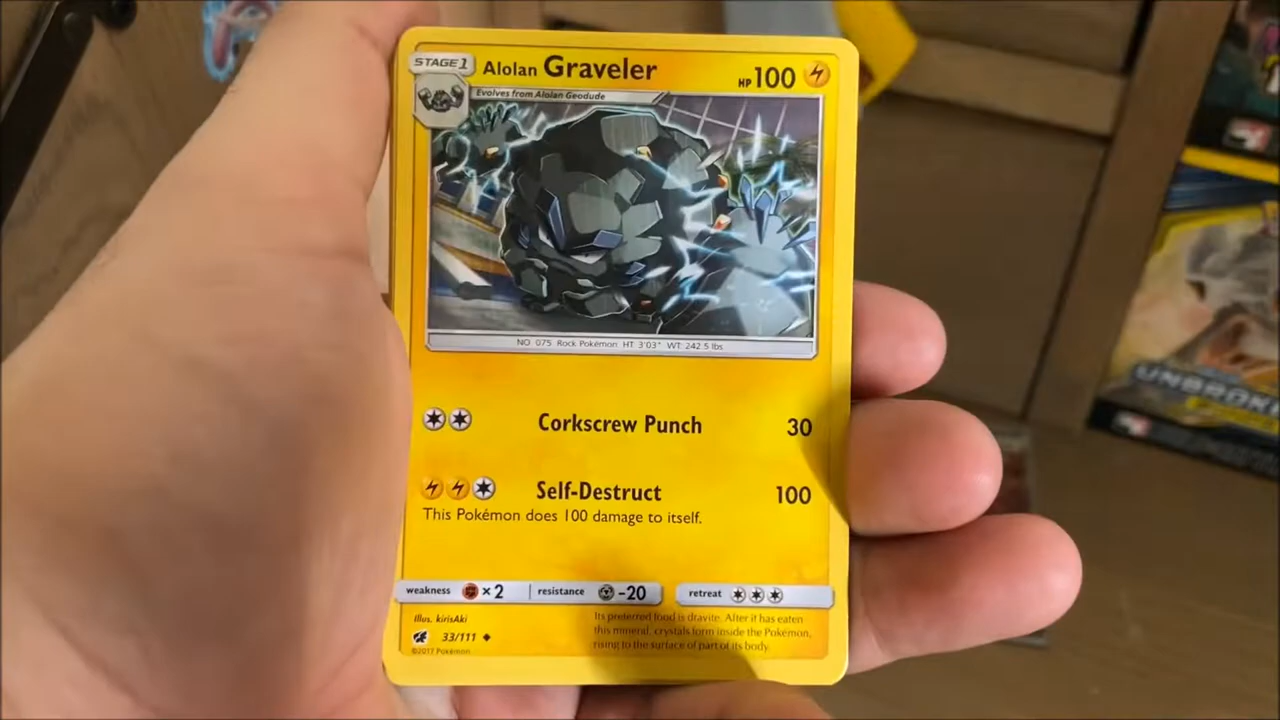 STAGE 1 Alolan Graveler HP 100
Evolves from Alolan Geodude
NO. 075 Rock Pokémon HT 3'03" WT: 242.5 lbs
Corkscrew Punch 30
Self-Destruct 100
This Pokémon does 100 damage to itself.
weakness ×2 resistance -20 retreat
Illus. kirisAki
33/111
©2017 Pokémon
Its preferred food is dravite. After it has eaten
this mineral, crystals form inside the Pokémon,
rising to the surface of part of its body.
UNBROK